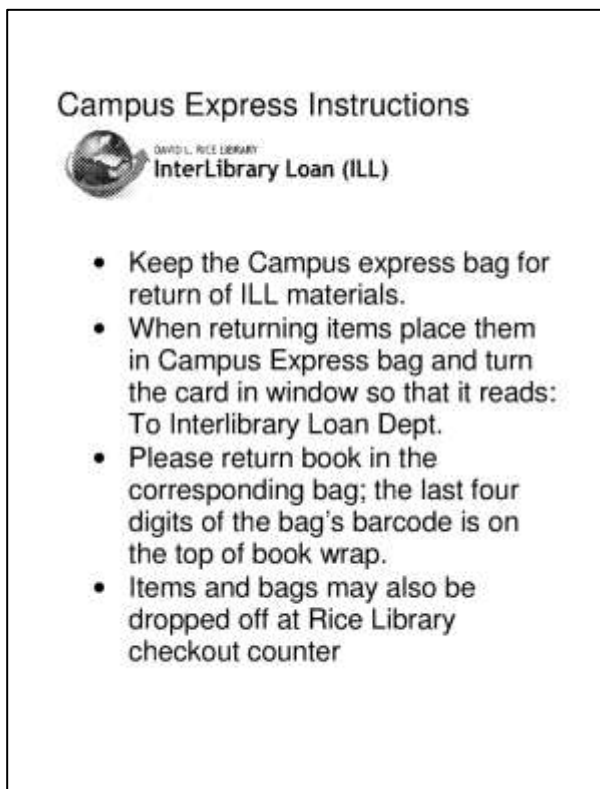 Campus Express Instructions
DAVID L. RICE LIBRARY
InterLibrary Loan (ILL)
• Keep the Campus express bag for
return of ILL materials.
• When returning items place them
in Campus Express bag and turn
the card in window so that it reads:
To Interlibrary Loan Dept.
• Please return book in the
corresponding bag; the last four
digits of the bag's barcode is on
the top of book wrap.
• Items and bags may also be
dropped off at Rice Library
checkout counter